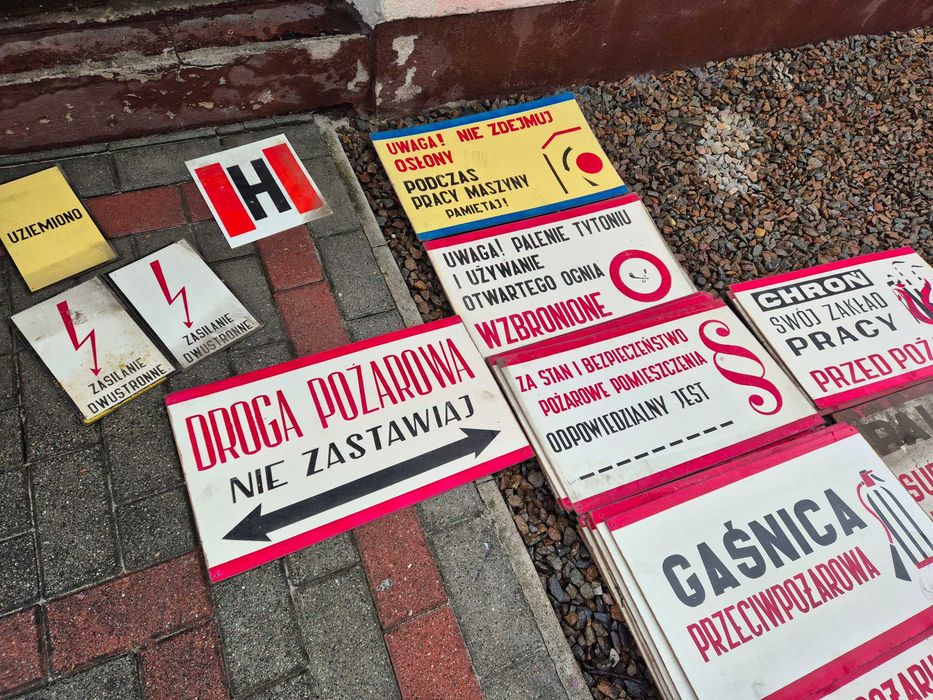 UZIEMIONO
H
ZASILANIE
DWUSTRONNE
ZASILANIE
DWUSTRONNE
UWAGA! NIE ZDEJMUJ
OSŁONY
PODCZAS
PRACY MASZYNY
PAMIĘTAJ!
UWAGA! PALENIE TYTONIU
I UŻYWANIE
OTWARTEGO OGNIA
WZBRONIONE
DROGA POŻAROWA
NIE ZASTAWIAJ
ZA STAN I BEZPIECZEŃSTWO
POŻAROWE POMIESZCZENIA
§
ODPOWIEDZIALNY JEST
CHROŃ
SWÓJ ZAKŁAD
PRACY
PRZED
GAŚNICA
PRZECIWPOŻAROWA